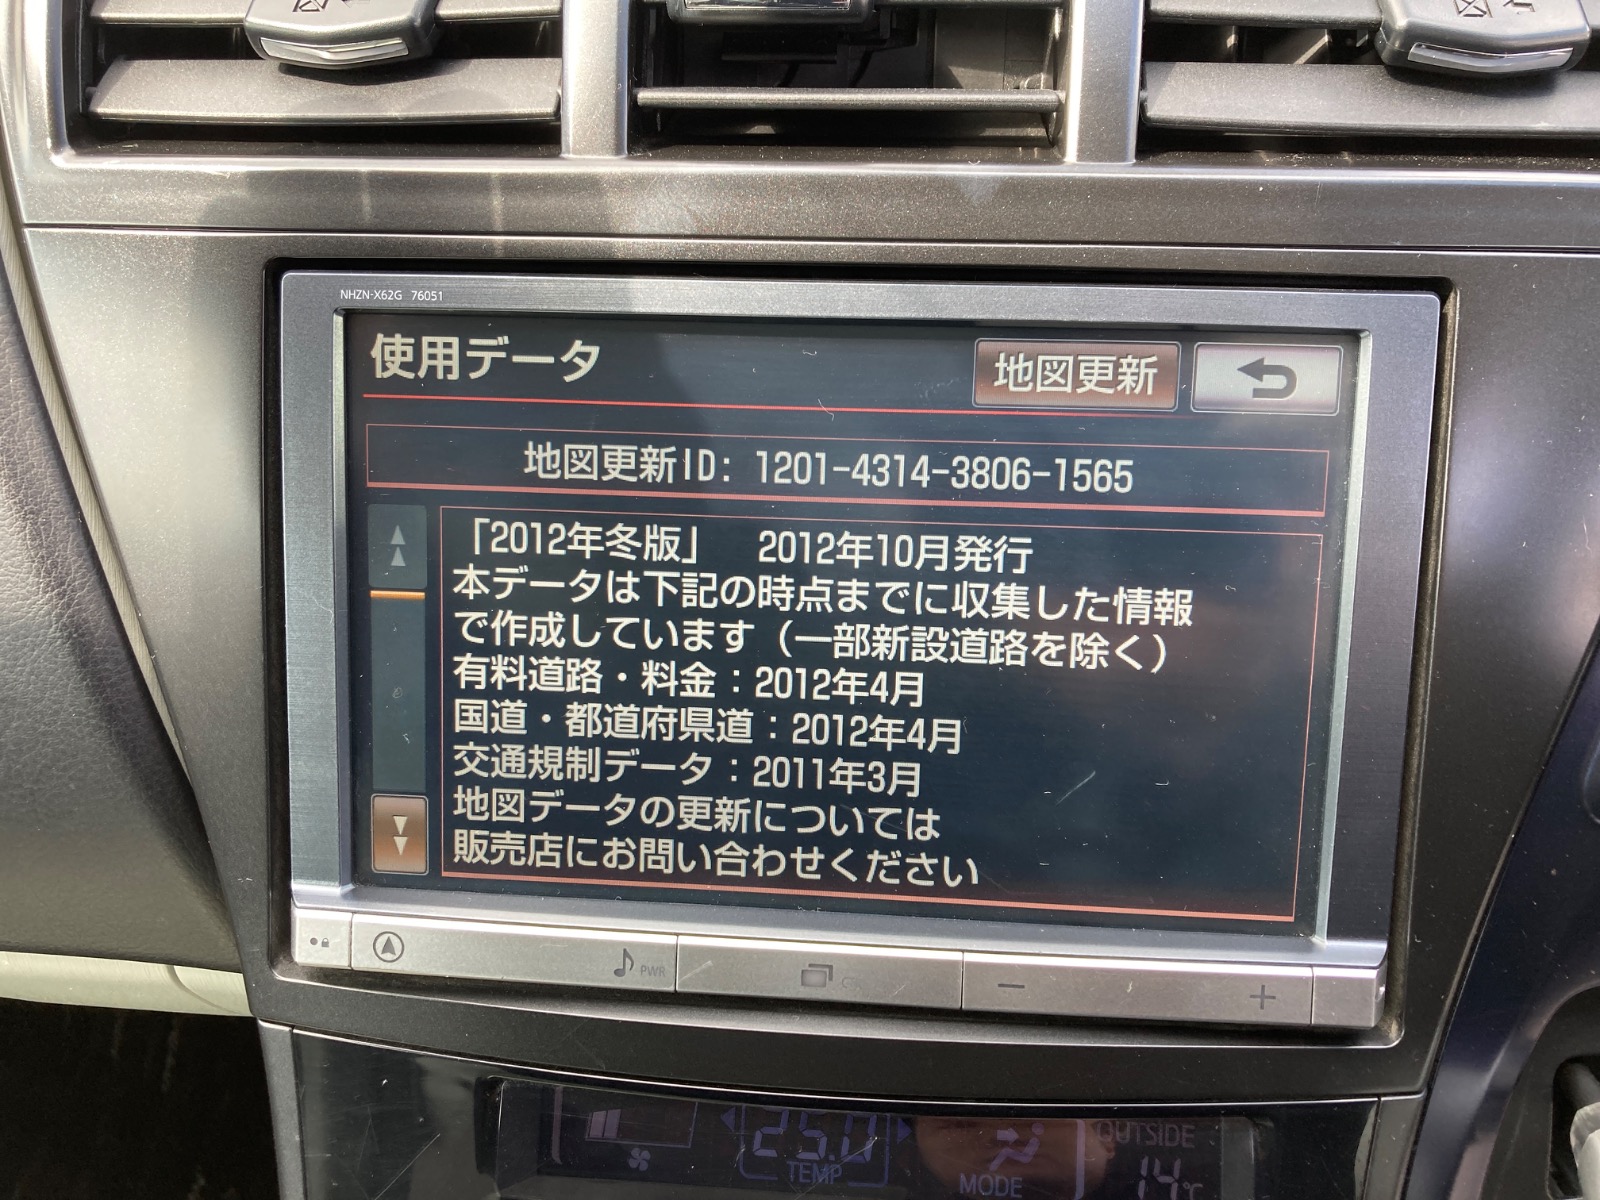 NHZN-X62G 76051
使用データ
地図更新
地図更新ID: 1201-4314-3806-1565
「2012年冬版」 2012年10月発行
本データは下記の時点までに収集した情報
で作成しています（一部新設道路を除く）
有料道路・料金：2012年4月
国道・都道府県道：2012年4月
交通規制データ：2011年3月
地図データの更新については
販売店にお問い合わせください
PWR
− +
25.0
TEMP
MODE
OUTSIDE
14℃